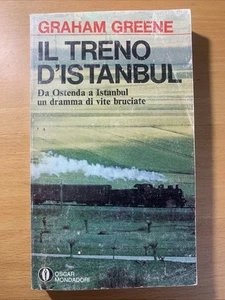 GRAHAM GREENE
IL TRENO
D'ISTANBUL.
Da Ostenda a Istanbul
un dramma di vite bruciate
OSCAR
MONDADORI